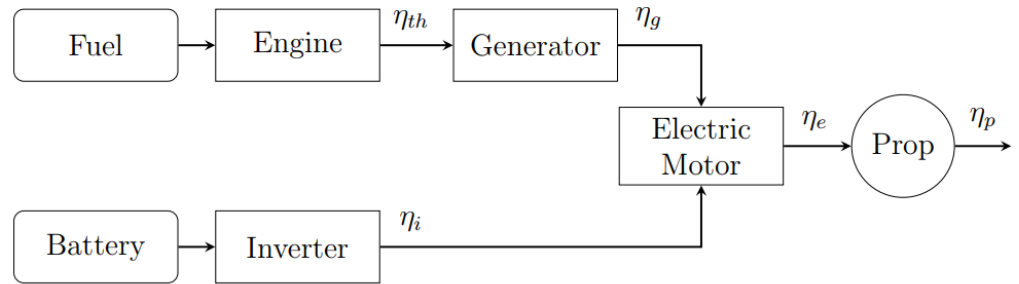 Fuel
Engine
η_th
Generator
η_g
Electric
Motor
η_e
Prop
η_p
Battery
Inverter
η_i